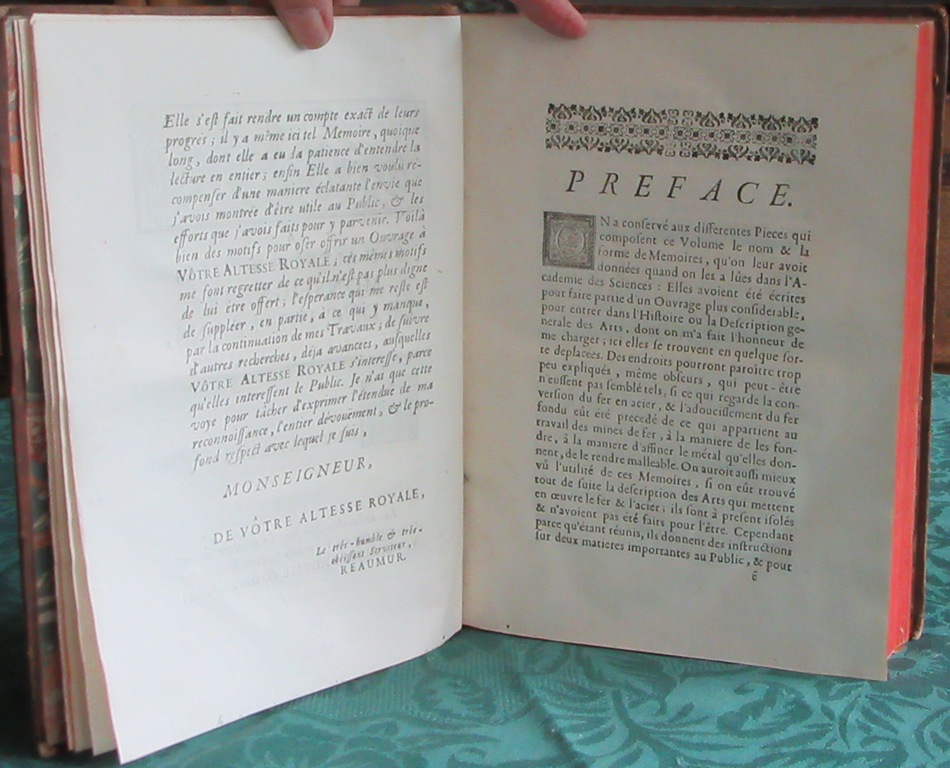 Elle s'est fait rendre un compte exact de leurs
progrès ; il y a même ici tel Memoire, quoique
long, dont elle a eu la patience d'entendre la
lecture en entier ; enfin Elle a bien voulu ré-
compenser d'une maniere éclatante l'envie que
j'avois montrée d'être utile au Public, & les
efforts que j'avois faits pour y parvenir. Voilà
bien des motifs pour oser offrir un Ouvrage à
VÔTRE ALTESSE ROYALE ; ces mêmes motifs
me font regretter de ce qu'il n'est pas plus digne
de lui être offert ; l'esperance qui me reste est
de suppléer, en partie, à ce qui y manque,
par la continuation de mes Travaux ; de suivre
d'autres recherches, déja avancées, ausquelles
VÔTRE ALTESSE ROYALE s'interesse, parce
qu'elles interessent le Public. Je n'ai que cette
voye pour tâcher d'exprimer l'étendue de ma
reconnoissance, l'entier dévouëment, & le pro-
fond respect avec lequel je suis,
MONSEIGNEUR,
DE VÔTRE ALTESSE ROYALE,
Le très-humble & très-
obéissant Serviteur,
REAUMUR.
PREFACE.
ON a conservé aux differentes Pieces qui
composent ce Volume le nom & la
forme de Memoires, qu'on leur avoit
données quand on les a lûes dans l'A-
cademie des Sciences : Elles avoient été écrites
pour faire partie d'un Ouvrage plus considerable,
pour entrer dans l'Histoire ou la Description ge-
nerale des Arts, dont on m'a fait l'honneur de
me charger ; ici elles se trouvent en quelque sor-
te deplacées. Des endroits pourront paroître trop
peu expliqués, même obscurs, qui peut-être
n'eussent pas semblé tels, si ce qui regarde la con-
version du fer en acier, & l'adoucissement du fer
fondu eût été precedé de ce qui appartient au
travail des mines de fer, à la maniere de les fon-
dre, à la maniere d'affiner le métal qu'elles don-
nent, de le rendre malleable. On auroit aussi mieux
vû l'utilité de ces Memoires, si on eût trouvé
tout de suite la description des Arts qui mettent
en œuvre le fer & l'acier ; ils sont à present isolés
& n'avoient pas été faits pour l'être. Cependant
parce qu'étant réunis, ils donnent des instructions
sur deux matieres importantes au Public, & pour
ẽ